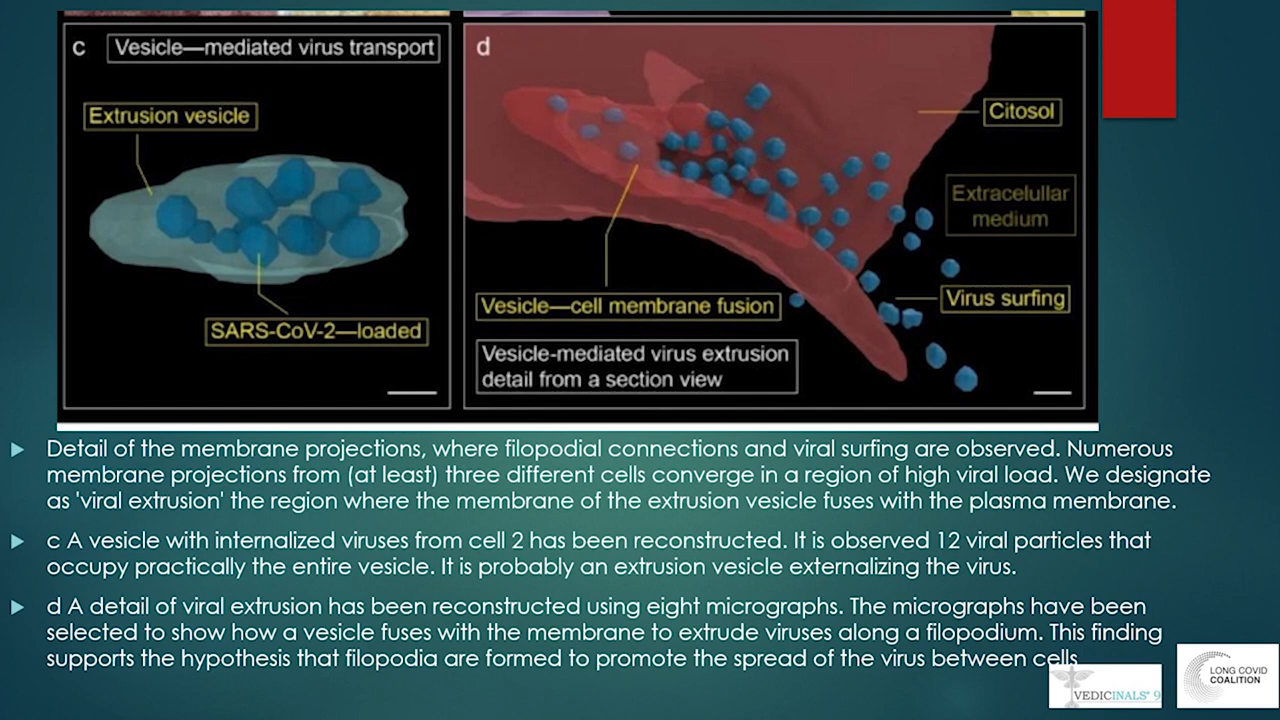 c
Vesicle—mediated virus transport
Extrusion vesicle
SARS-CoV-2—loaded
d
Citosol
Extracelullar
medium
Virus surfing
Vesicle—cell membrane fusion
Vesicle-mediated virus extrusion
detail from a section view
Detail of the membrane projections, where filopodial connections and viral surfing are observed. Numerous
membrane projections from (at least) three different cells converge in a region of high viral load. We designate
as 'viral extrusion' the region where the membrane of the extrusion vesicle fuses with the plasma membrane.
c A vesicle with internalized viruses from cell 2 has been reconstructed. It is observed 12 viral particles that
occupy practically the entire vesicle. It is probably an extrusion vesicle externalizing the virus.
d A detail of viral extrusion has been reconstructed using eight micrographs. The micrographs have been
selected to show how a vesicle fuses with the membrane to extrude viruses along a filopodium. This finding
supports the hypothesis that filopodia are formed to promote the spread of the virus between cells
VEDICINALS® 9
LONG COVID
COALITION